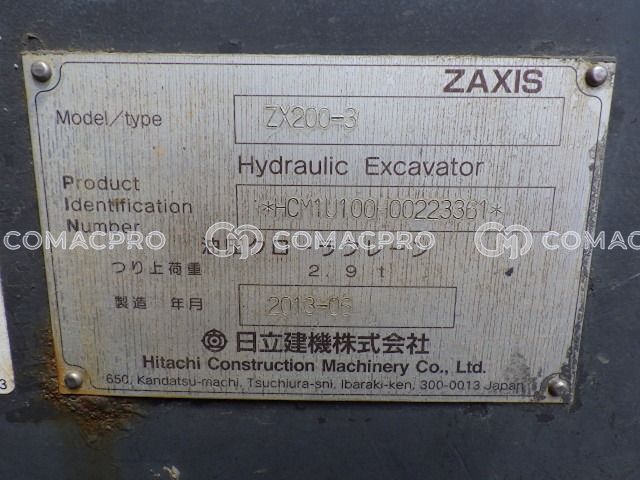 ZAXIS
Model/type ZX200-3
Hydraulic Excavator
Product
Identification
Number *HCM1U100H00223361*
COMACPRO COMACPRO COMACPRO
つり上荷重 2.9t
製造 年月 2013-06
日立建機株式会社
Hitachi Construction Machinery Co., Ltd.
650, Kandatsu-machi, Tsuchiura-shi, Ibaraki-ken, 300-0013 Japan
3